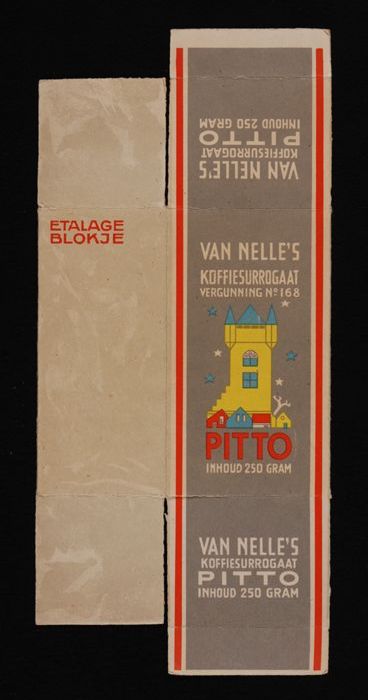 VAN NELLE'S
KOFFIESURROGAAT
PITTO
INHOUD 250 GRAM
ETALAGE
BLOKJE
VAN NELLE'S
KOFFIESURROGAAT
VERGUNNING Nº 168
PITTO
INHOUD 250 GRAM
VAN NELLE'S
KOFFIESURROGAAT
PITTO
INHOUD 250 GRAM